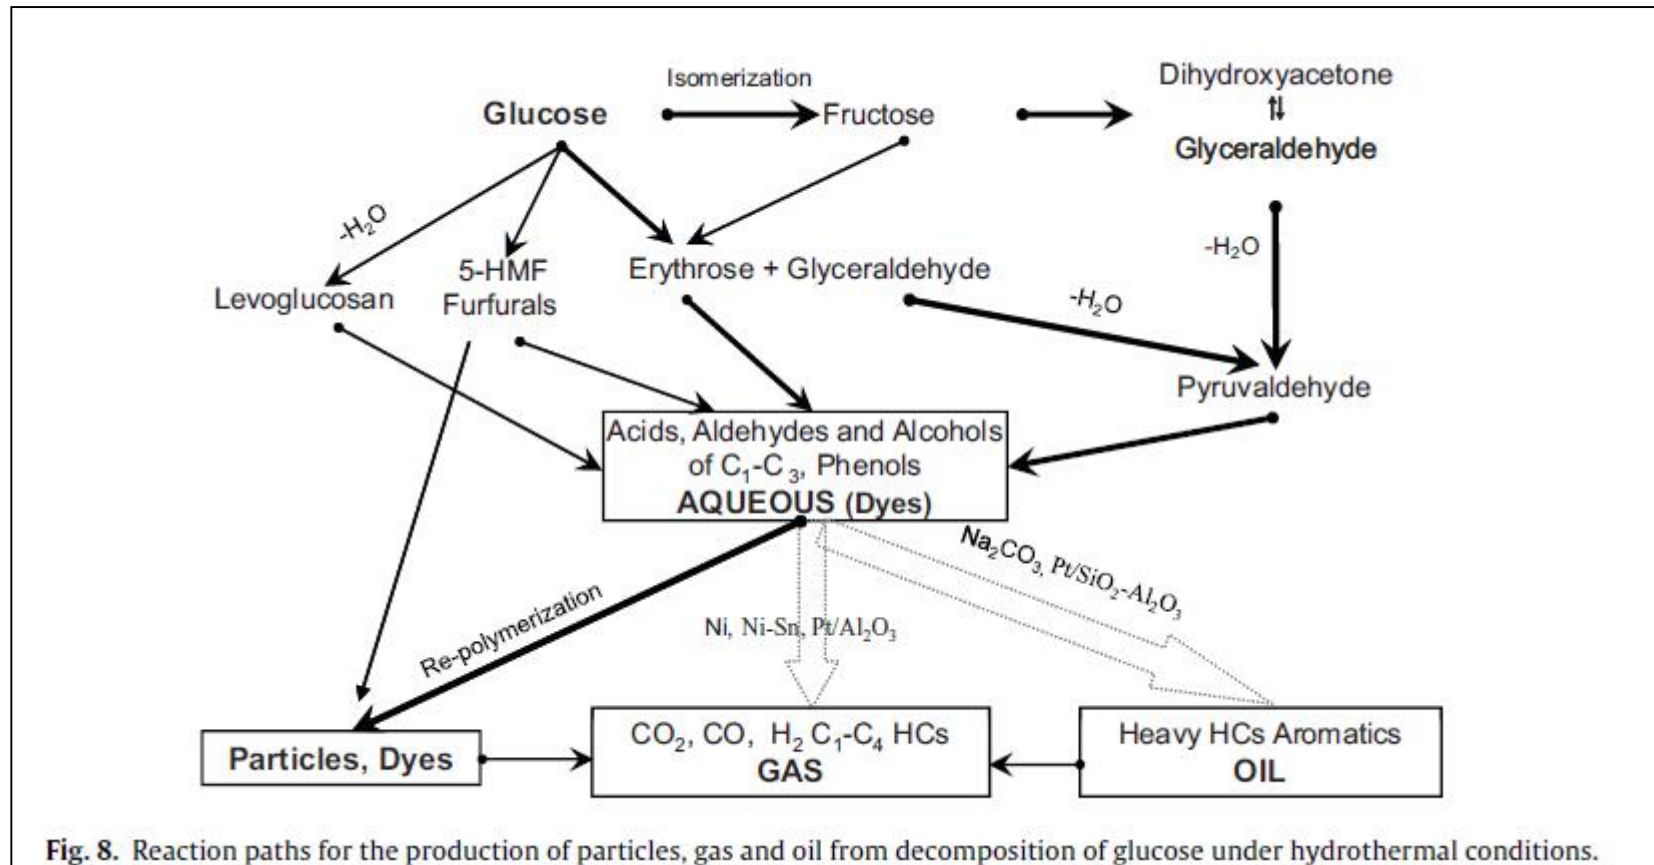 Isomerization
Dihydroxyacetone
Glucose
Fructose
⇅
Glyceraldehyde
-H₂O
-H₂O
5-HMF
Furfurals
Erythrose + Glyceraldehyde
Levoglucosan
-H₂O
Pyruvaldehyde
Acids, Aldehydes and Alcohols
of C₁-C₃, Phenols
AQUEOUS (Dyes)
Na₂CO₃, Pt/SiO₂-Al₂O₃
Re-polymerization
Ni, Ni-Sn, Pt/Al₂O₃
Particles, Dyes
CO₂, CO, H₂ C₁-C₄ HCs
GAS
Heavy HCs Aromatics
OIL
Fig. 8. Reaction paths for the production of particles, gas and oil from decomposition of glucose under hydrothermal conditions.